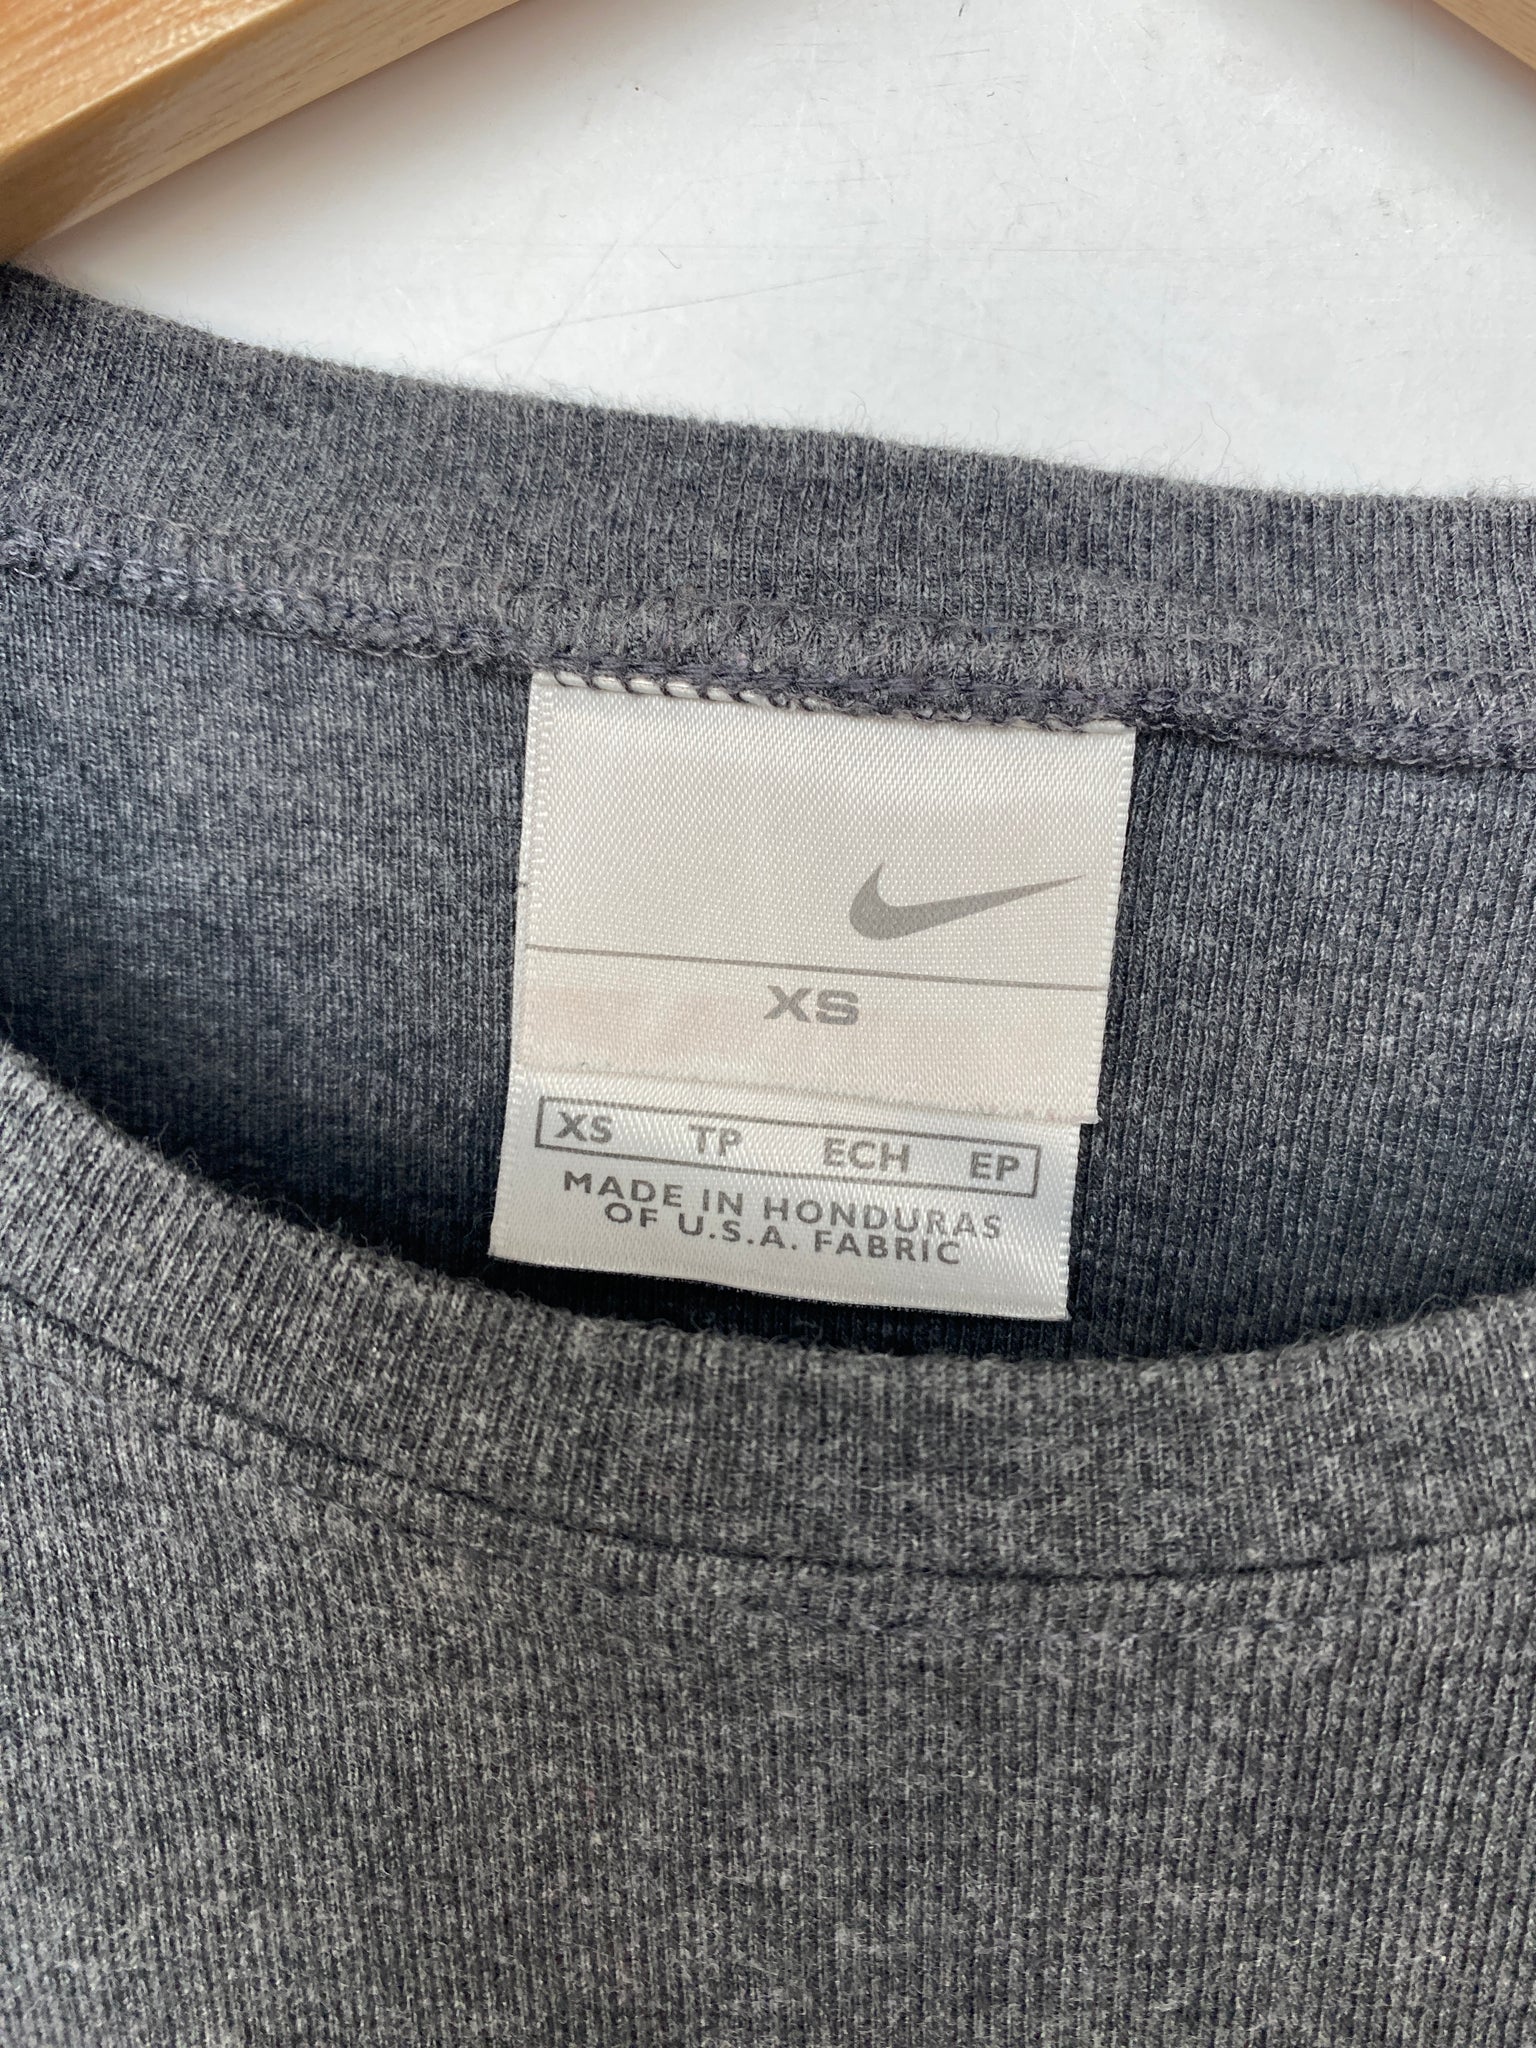 XS
XS TP ECH EP
MADE IN HONDURAS
OF U.S.A. FABRIC